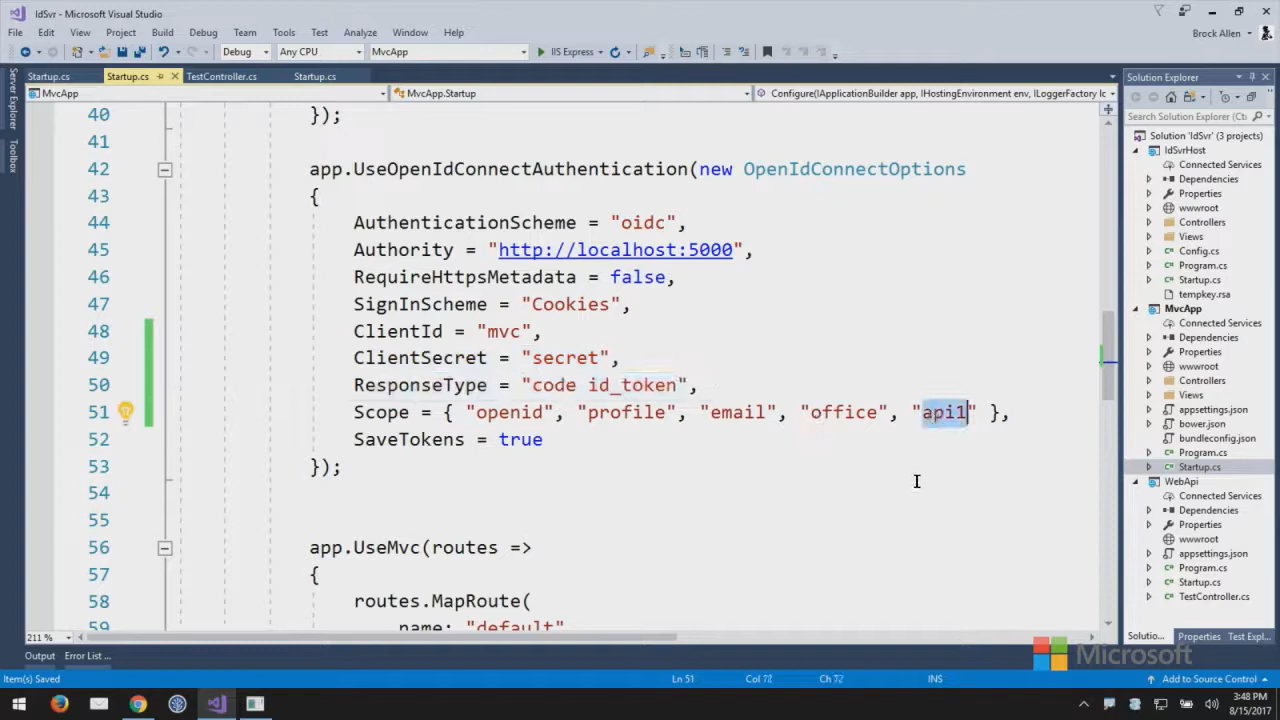 IdSvr - Microsoft Visual Studio
File Edit View Project Build Debug Team Tools Test Analyze Window Help
Brock Allen
Debug Any CPU MvcApp IIS Express
Startup.cs Startup.cs TestController.cs Startup.cs
MvcApp MvcApp.Startup Configure(IApplicationBuilder app, IHostingEnvironment env, ILoggerFactory lc
Server Explorer
Toolbox
40 });
41
42 app.UseOpenIdConnectAuthentication(new OpenIdConnectOptions
43 {
44 AuthenticationScheme = "oidc",
45 Authority = "http://localhost:5000",
46 RequireHttpsMetadata = false,
47 SignInScheme = "Cookies",
48 ClientId = "mvc",
49 ClientSecret = "secret",
50 ResponseType = "code id_token",
51 Scope = { "openid", "profile", "email", "office", "api1" },
52 SaveTokens = true
53 });
54
55
56 app.UseMvc(routes =>
57 {
58 routes.MapRoute(
59 name: "default"
211 %
Solution Explorer
Search Solution Explorer (Ct
Solution 'IdSvr' (3 projects)
IdSvrHost
Connected Services
Dependencies
Properties
wwwroot
Controllers
Views
Config.cs
Program.cs
Startup.cs
tempkey.rsa
MvcApp
Connected Services
Dependencies
Properties
wwwroot
Controllers
Views
appsettings.json
bower.json
bundleconfig.json
Program.cs
Startup.cs
WebApi
Connected Services
Dependencies
Properties
wwwroot
appsettings.json
Program.cs
Startup.cs
TestController.cs
Solutio... Properties Test Expl...
Output Error List ...
Microsoft
Item(s) Saved Ln 51 Col 72 Ch 72 INS Add to Source Control
3:48 PM
8/15/2017